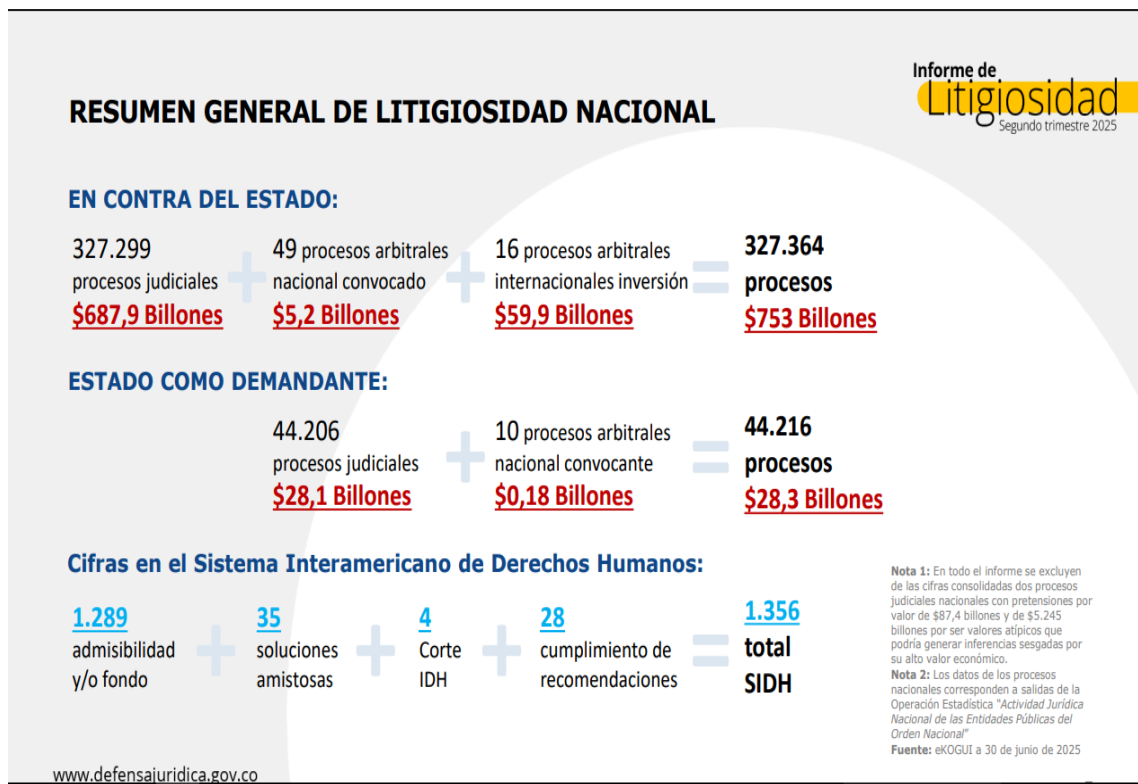 Informe de
Litigiosidad
Segundo trimestre 2025
RESUMEN GENERAL DE LITIGIOSIDAD NACIONAL
EN CONTRA DEL ESTADO:
327.299
procesos judiciales
$687,9 Billones
+
49 procesos arbitrales
nacional convocado
$5,2 Billones
+
16 procesos arbitrales
internacionales inversión
$59,9 Billones
=
327.364
procesos
$753 Billones
ESTADO COMO DEMANDANTE:
44.206
procesos judiciales
$28,1 Billones
+
10 procesos arbitrales
nacional convocante
$0,18 Billones
=
44.216
procesos
$28,3 Billones
Cifras en el Sistema Interamericano de Derechos Humanos:
1.289
admisibilidad
y/o fondo
+
35
soluciones
amistosas
+
4
Corte
IDH
+
28
cumplimiento de
recomendaciones
=
1.356
total
SIDH
Nota 1: En todo el informe se excluyen
de las cifras consolidadas dos procesos
judiciales nacionales con pretensiones por
valor de $87,4 billones y de $5.245
billones por ser valores atípicos que
podría generar inferencias sesgadas por
su alto valor económico.
Nota 2: Los datos de los procesos
nacionales corresponden a salidas de la
Operación Estadística "Actividad Jurídica
Nacional de las Entidades Públicas del
Orden Nacional"
Fuente: eKOGUI a 30 de junio de 2025
www.defensajuridica.gov.co